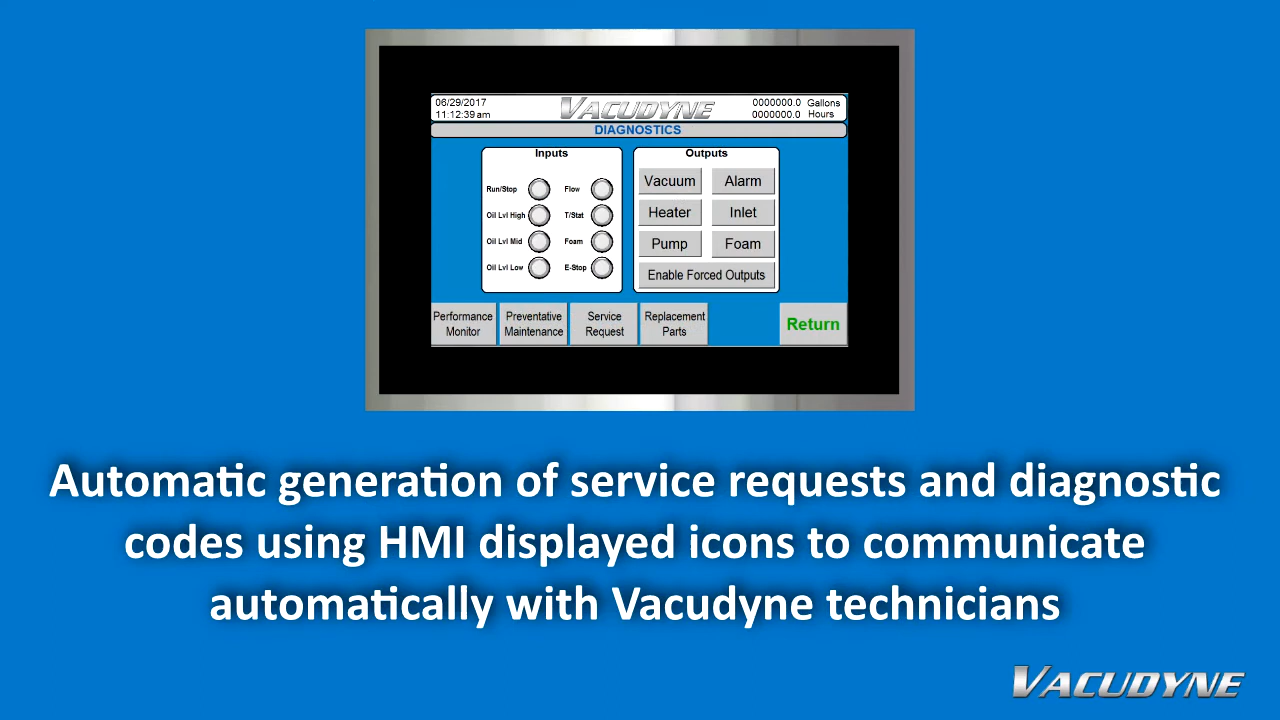 06/29/2017
11:12:39 am
VACUDYNE
0000000.0 Gallons
0000000.0 Hours
DIAGNOSTICS
Inputs
Run/Stop Flow
Oil Lvl High T/Stat
Oil Lvl Mid Foam
Oil Lvl Low E-Stop
Outputs
Vacuum Alarm
Heater Inlet
Pump Foam
Enable Forced Outputs
Performance
Monitor
Preventative
Maintenance
Service
Request
Replacement
Parts
Return
Automatic generation of service requests and diagnostic
codes using HMI displayed icons to communicate
automatically with Vacudyne technicians
VACUDYNE